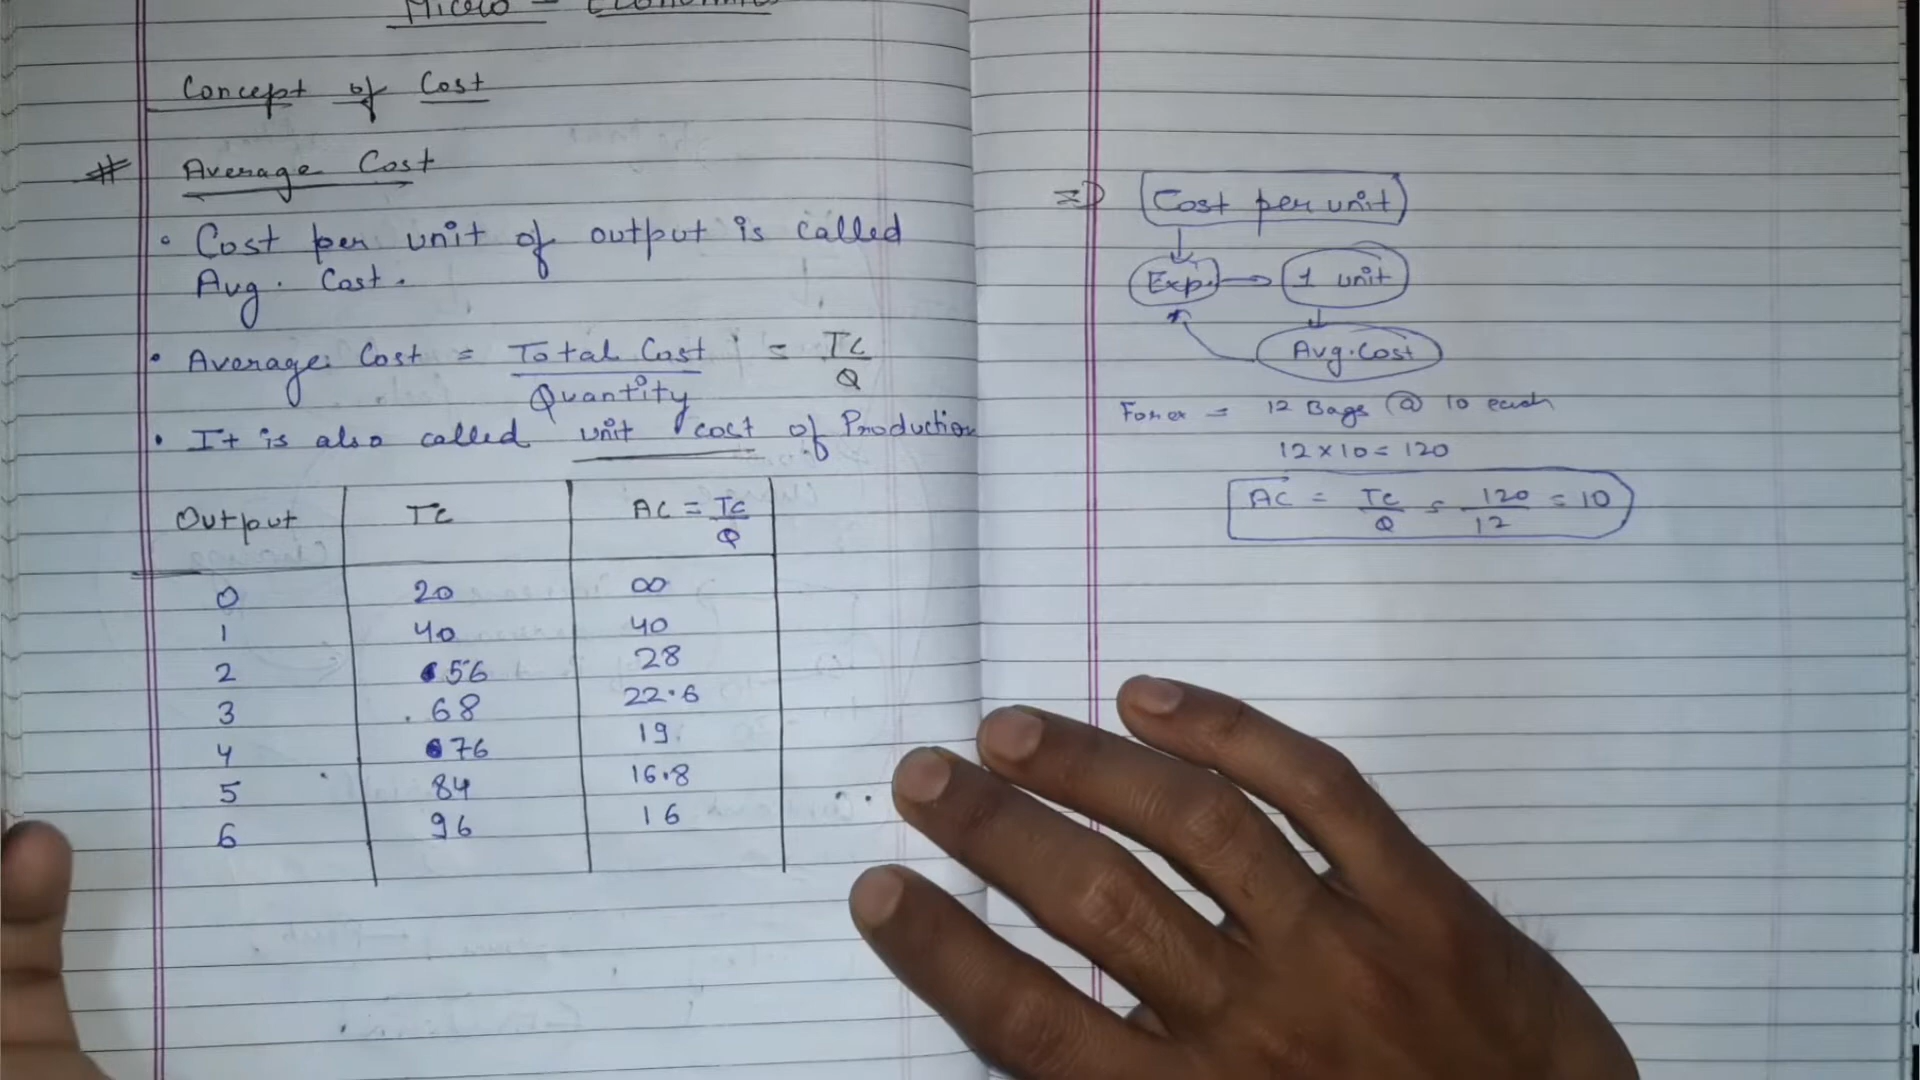 Micro - Economics
Concept of Cost
# Average Cost
• Cost per unit of output is called
Avg. Cost.
• Average Cost = Total Cost / Quantity = TC / Q
• It is also called unit cost of Production
Output TC AC = TC / Q
0 20 ∞
1 40 40
2 56 28
3 68 22.6
4 76 19
5 84 16.8
6 96 16
=> Cost per unit
Exp. → 1 unit
Avg. Cost
For ex = 12 Bags @ 10 each
12 × 10 = 120
AC = TC / Q = 120 / 12 = 10